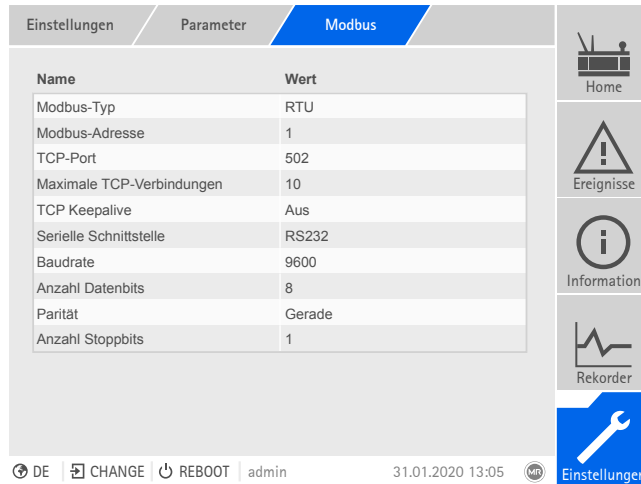 Einstellungen Parameter Modbus
Name Wert
Modbus-Typ RTU
Modbus-Adresse 1
TCP-Port 502
Maximale TCP-Verbindungen 10
TCP Keepalive Aus
Serielle Schnittstelle RS232
Baudrate 9600
Anzahl Datenbits 8
Parität Gerade
Anzahl Stoppbits 1
Home
Ereignisse
Information
Rekorder
Einstellungen
DE CHANGE REBOOT admin 31.01.2020 13:05 MR